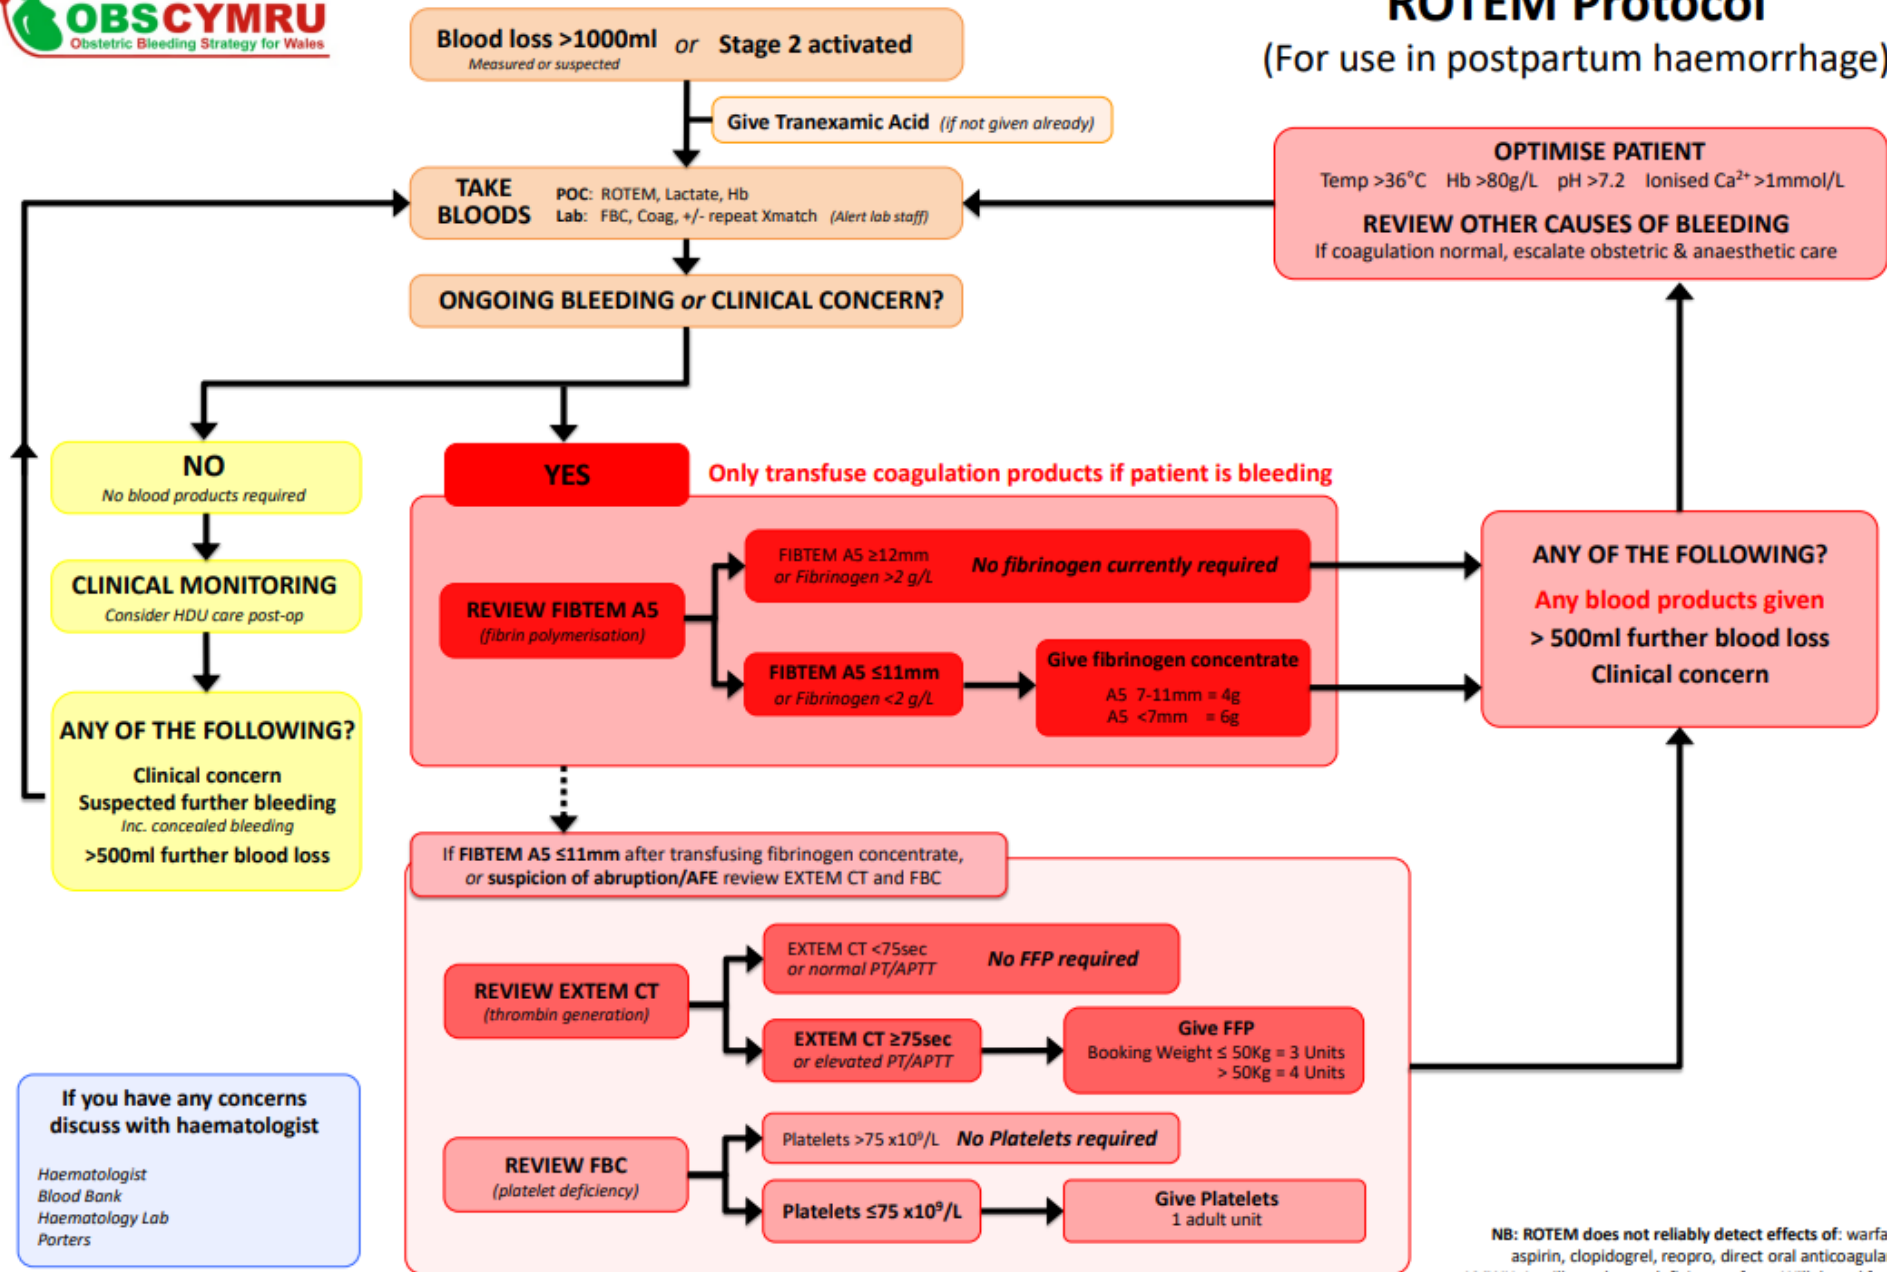 OBSCYMRU
Obstetric Bleeding Strategy for Wales
ROTEM Protocol
(For use in postpartum haemorrhage)
Blood loss >1000ml or Stage 2 activated
Measured or suspected
Give Tranexamic Acid (if not given already)
TAKE BLOODS
POC: ROTEM, Lactate, Hb
Lab: FBC, Coag, +/- repeat Xmatch (Alert lab staff)
OPTIMISE PATIENT
Temp >36°C Hb >80g/L pH >7.2 Ionised Ca²⁺ >1mmol/L
REVIEW OTHER CAUSES OF BLEEDING
If coagulation normal, escalate obstetric & anaesthetic care
ONGOING BLEEDING or CLINICAL CONCERN?
NO
No blood products required
CLINICAL MONITORING
Consider HDU care post-op
ANY OF THE FOLLOWING?
Clinical concern
Suspected further bleeding
Inc. concealed bleeding
>500ml further blood loss
YES
Only transfuse coagulation products if patient is bleeding
REVIEW FIBTEM A5
(fibrin polymerisation)
FIBTEM A5 ≥12mm
or Fibrinogen >2 g/L
No fibrinogen currently required
FIBTEM A5 ≤11mm
or Fibrinogen <2 g/L
Give fibrinogen concentrate
A5 7-11mm = 4g
A5 <7mm = 6g
ANY OF THE FOLLOWING?
Any blood products given
> 500ml further blood loss
Clinical concern
If FIBTEM A5 ≤11mm after transfusing fibrinogen concentrate,
or suspicion of abruption/AFE review EXTEM CT and FBC
REVIEW EXTEM CT
(thrombin generation)
EXTEM CT <75sec
or normal PT/APTT
No FFP required
EXTEM CT ≥75sec
or elevated PT/APTT
Give FFP
Booking Weight ≤ 50Kg = 3 Units
> 50Kg = 4 Units
REVIEW FBC
(platelet deficiency)
Platelets >75 x10⁹/L No Platelets required
Platelets ≤75 x10⁹/L
Give Platelets
1 adult unit
If you have any concerns
discuss with haematologist
Haematologist
Blood Bank
Haematology Lab
Porters
NB: ROTEM does not reliably detect effects of: warfa
aspirin, clopidogrel, reopro, direct oral anticoagula